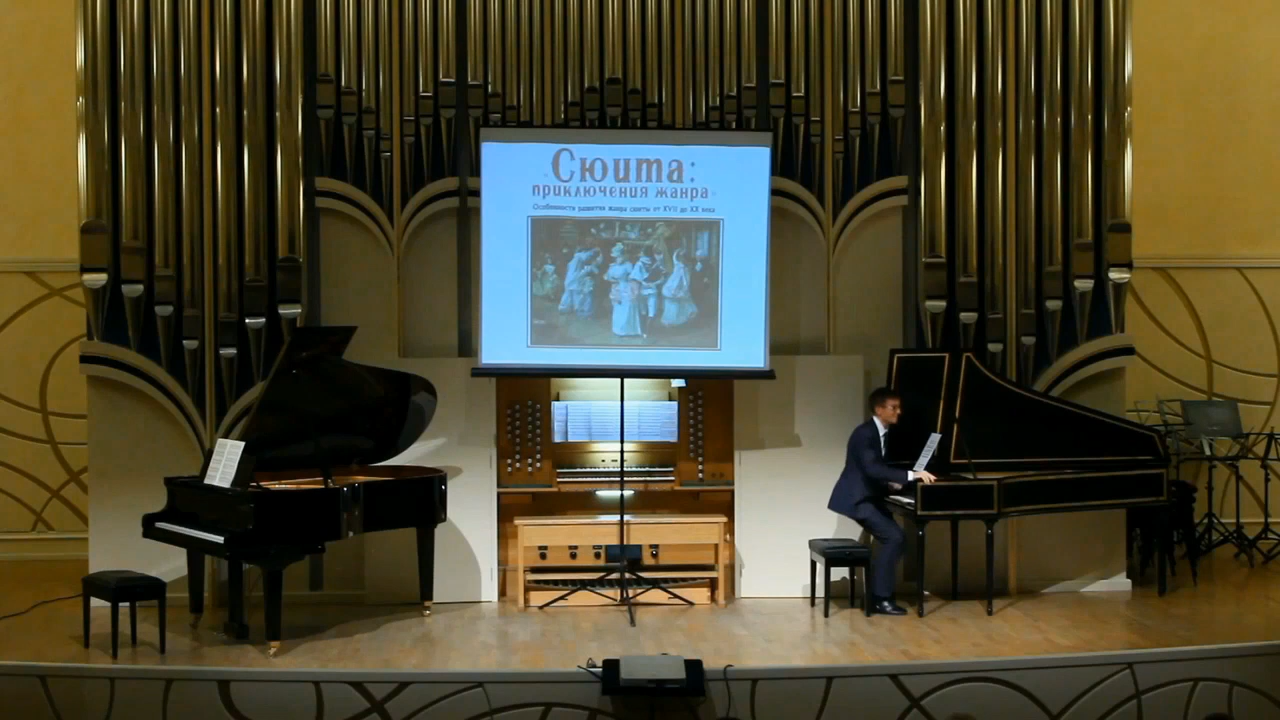 Сюита:
приключения жанра
Особенности развития жанра сюиты от XVII до XX века